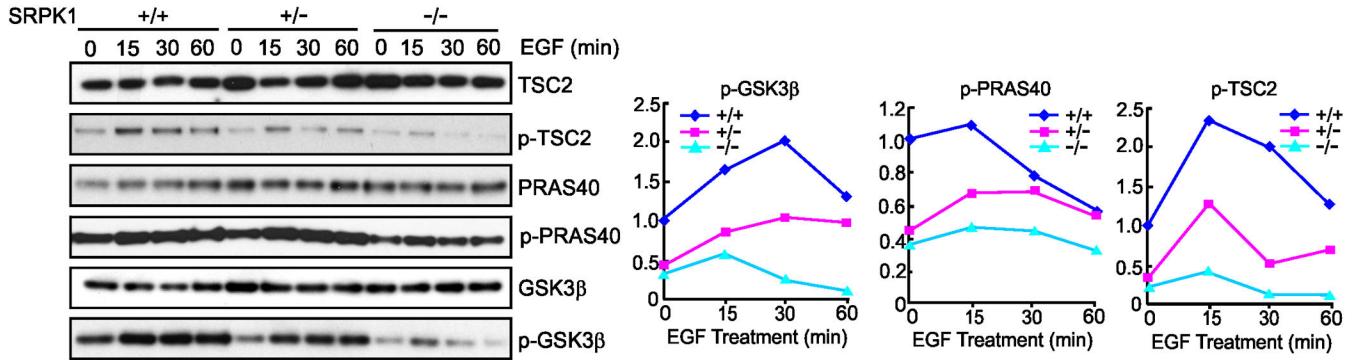 SRPK1 +/+ +/- -/-
0 15 30 60 0 15 30 60 0 15 30 60 EGF (min)
TSC2
p-TSC2
PRAS40
p-PRAS40
GSK3β
p-GSK3β
p-GSK3β
2.5
2.0
1.5
1.0
0.5
0
+/+
+/-
-/-
0 15 30 60
EGF Treatment (min)
p-PRAS40
1.2
1.0
0.8
0.6
0.4
0.2
0
+/+
+/-
-/-
0 15 30 60
EGF Treatment (min)
p-TSC2
2.5
2.0
1.5
1.0
0.5
0
+/+
+/-
-/-
0 15 30 60
EGF Treatment (min)